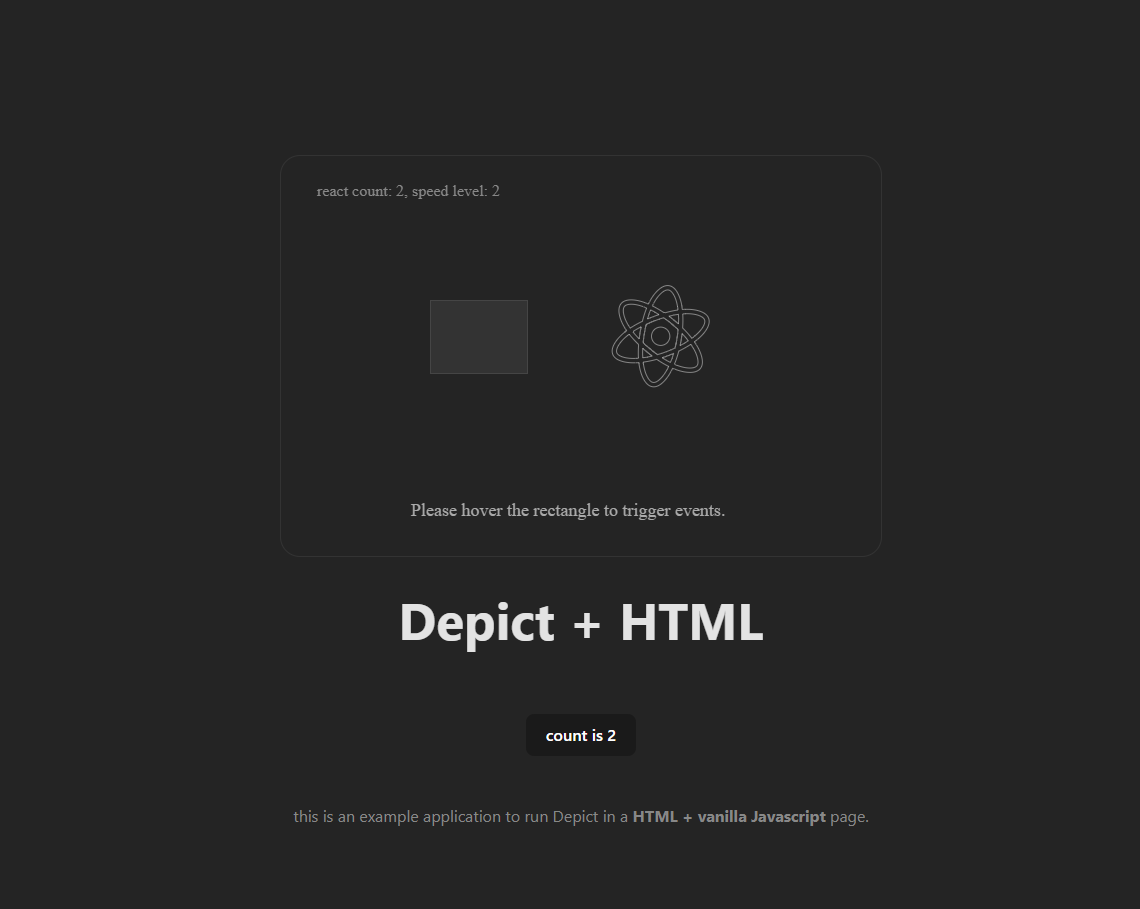 react count: 2, speed level: 2
Please hover the rectangle to trigger events.
Depict + HTML
count is 2
this is an example application to run Depict in a HTML + vanilla Javascript page.